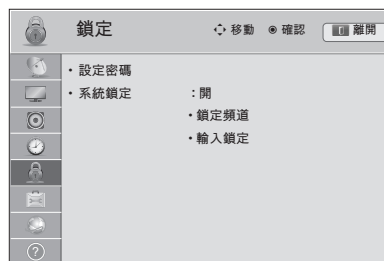 鎖定 移動 確認 離開
・設定密碼
・系統鎖定 ：開
・鎖定頻道
・輸入鎖定
?